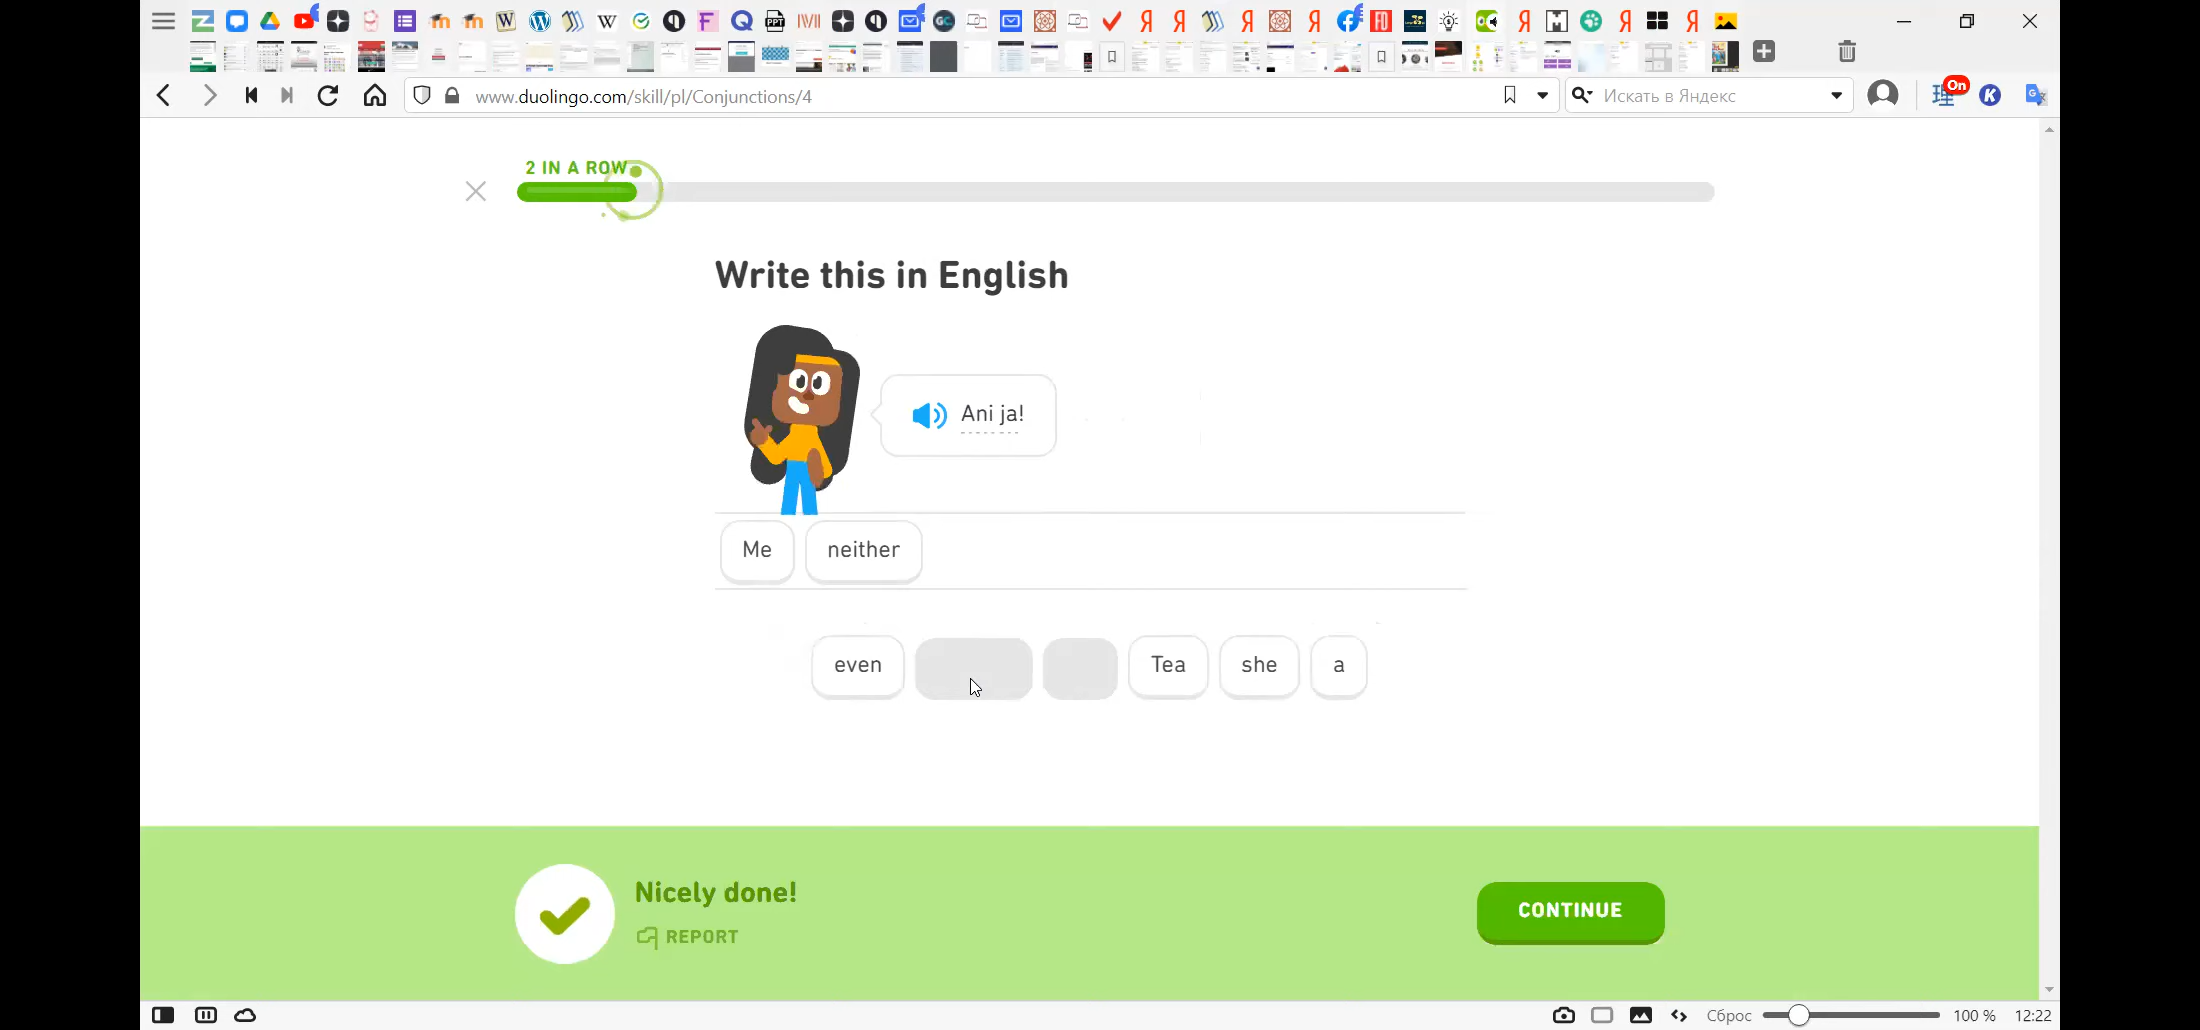 www.duolingo.com/skill/pl/Conjunctions/4
Искать в Яндекс
On
2 IN A ROW
Write this in English
Ani ja!
Me neither
even Tea she a
Nicely done!
REPORT
CONTINUE
Сброс 100 % 12:22